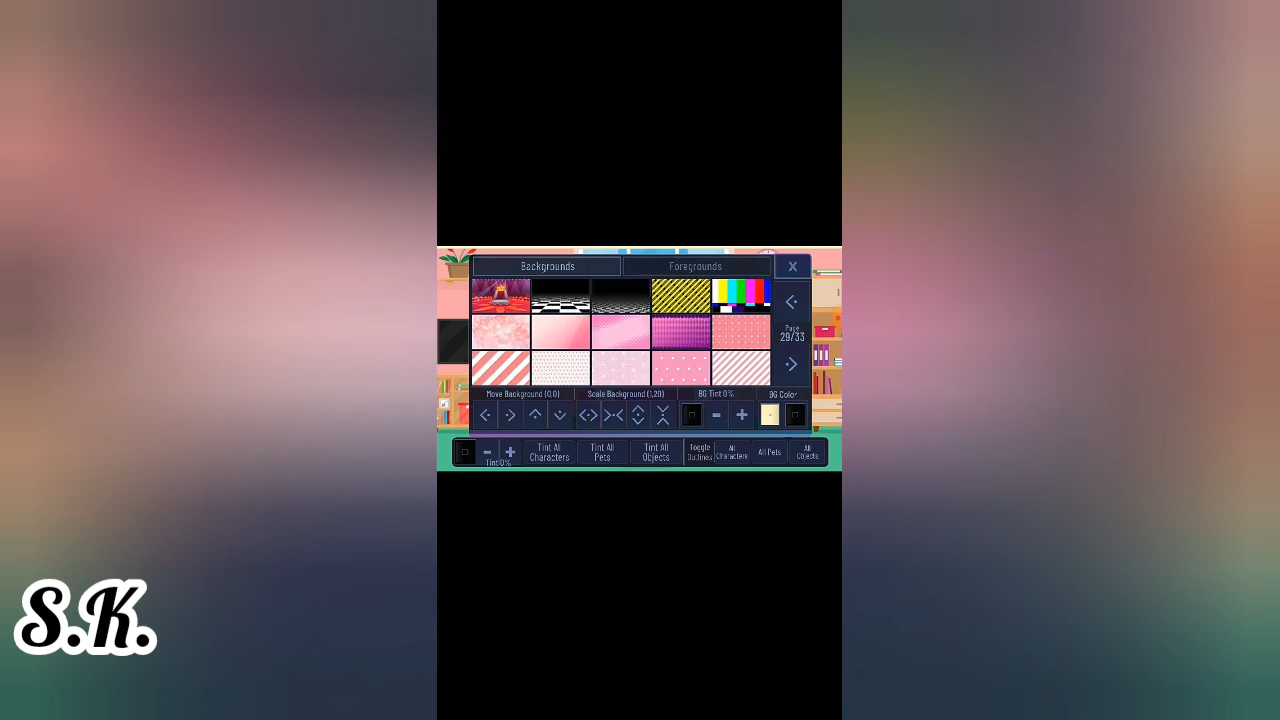 Backgrounds
Foregrounds
X
Page
29/33
Move Background (0,0)
Scale Background (1,20)
BG Tint 0%
BG Color
Tint 0%
Tint All
Characters
Tint All
Pets
Tint All
Objects
Toggle
Outlines
All
Characters
All Pets
All
Objects
S.K.